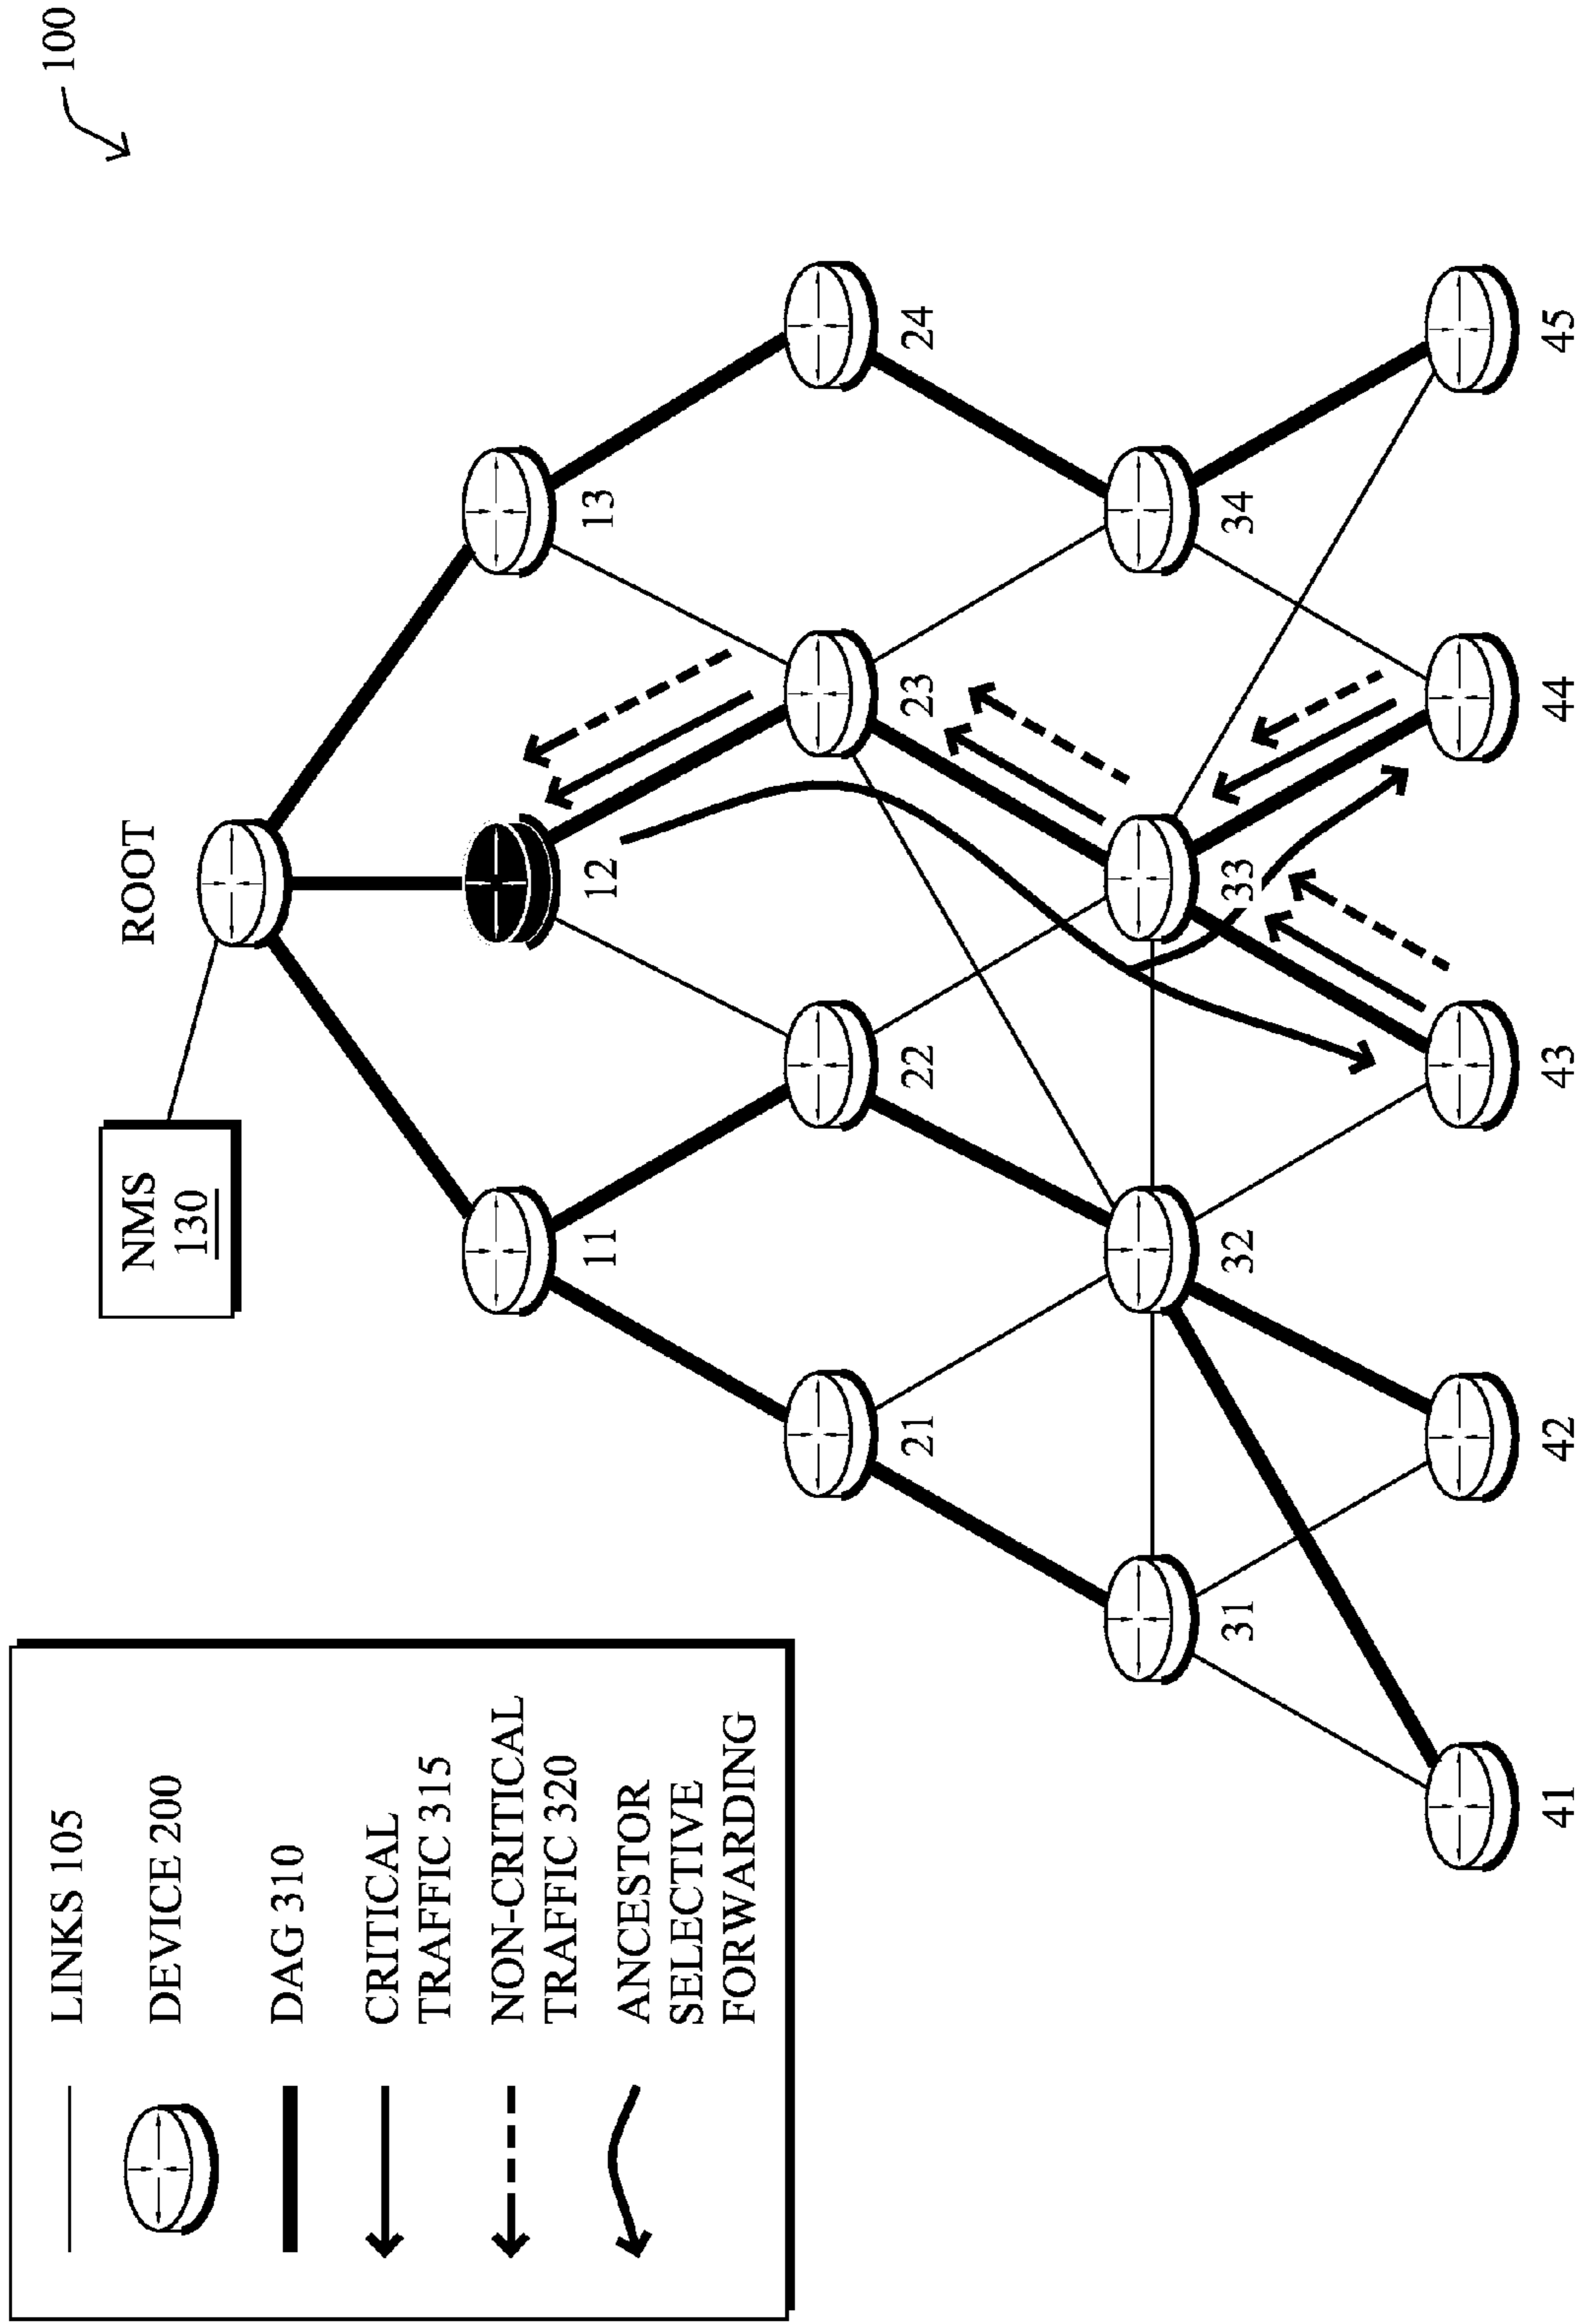 100
LINKS 105
DEVICE 200
DAG 310
CRITICAL
TRAFFIC 315
NON-CRITICAL
TRAFFIC 320
ANCESTOR
SELECTIVE
FORWARDING
NMS
130
ROOT
11
12
13
21
22
23
24
31
32
33
34
41
42
43
44
45